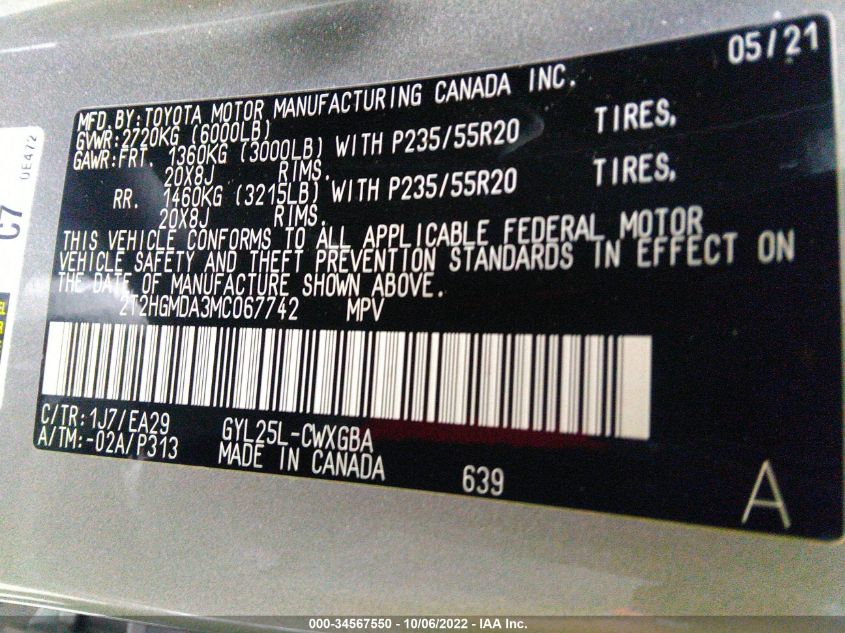 05/21
MFD. BY: TOYOTA MOTOR MANUFACTURING CANADA INC.
GVWR: 2720KG (6000LB)
GAWR: FRT. 1360KG (3000LB) WITH P235/55R20 TIRES,
20X8J RIMS.
RR. 1460KG (3215LB) WITH P235/55R20 TIRES,
20X8J RIMS.
THIS VEHICLE CONFORMS TO ALL APPLICABLE FEDERAL MOTOR
VEHICLE SAFETY AND THEFT PREVENTION STANDARDS IN EFFECT ON
THE DATE OF MANUFACTURE SHOWN ABOVE.
2T2HGMDA3MC067742 MPV
C/TR: 1J7/EA29 GYL25L-CWXGBA
A/TM: -02A/P313 MADE IN CANADA
639
A
C7
0E472
000-34567550 - 10/06/2022 - IAA Inc.